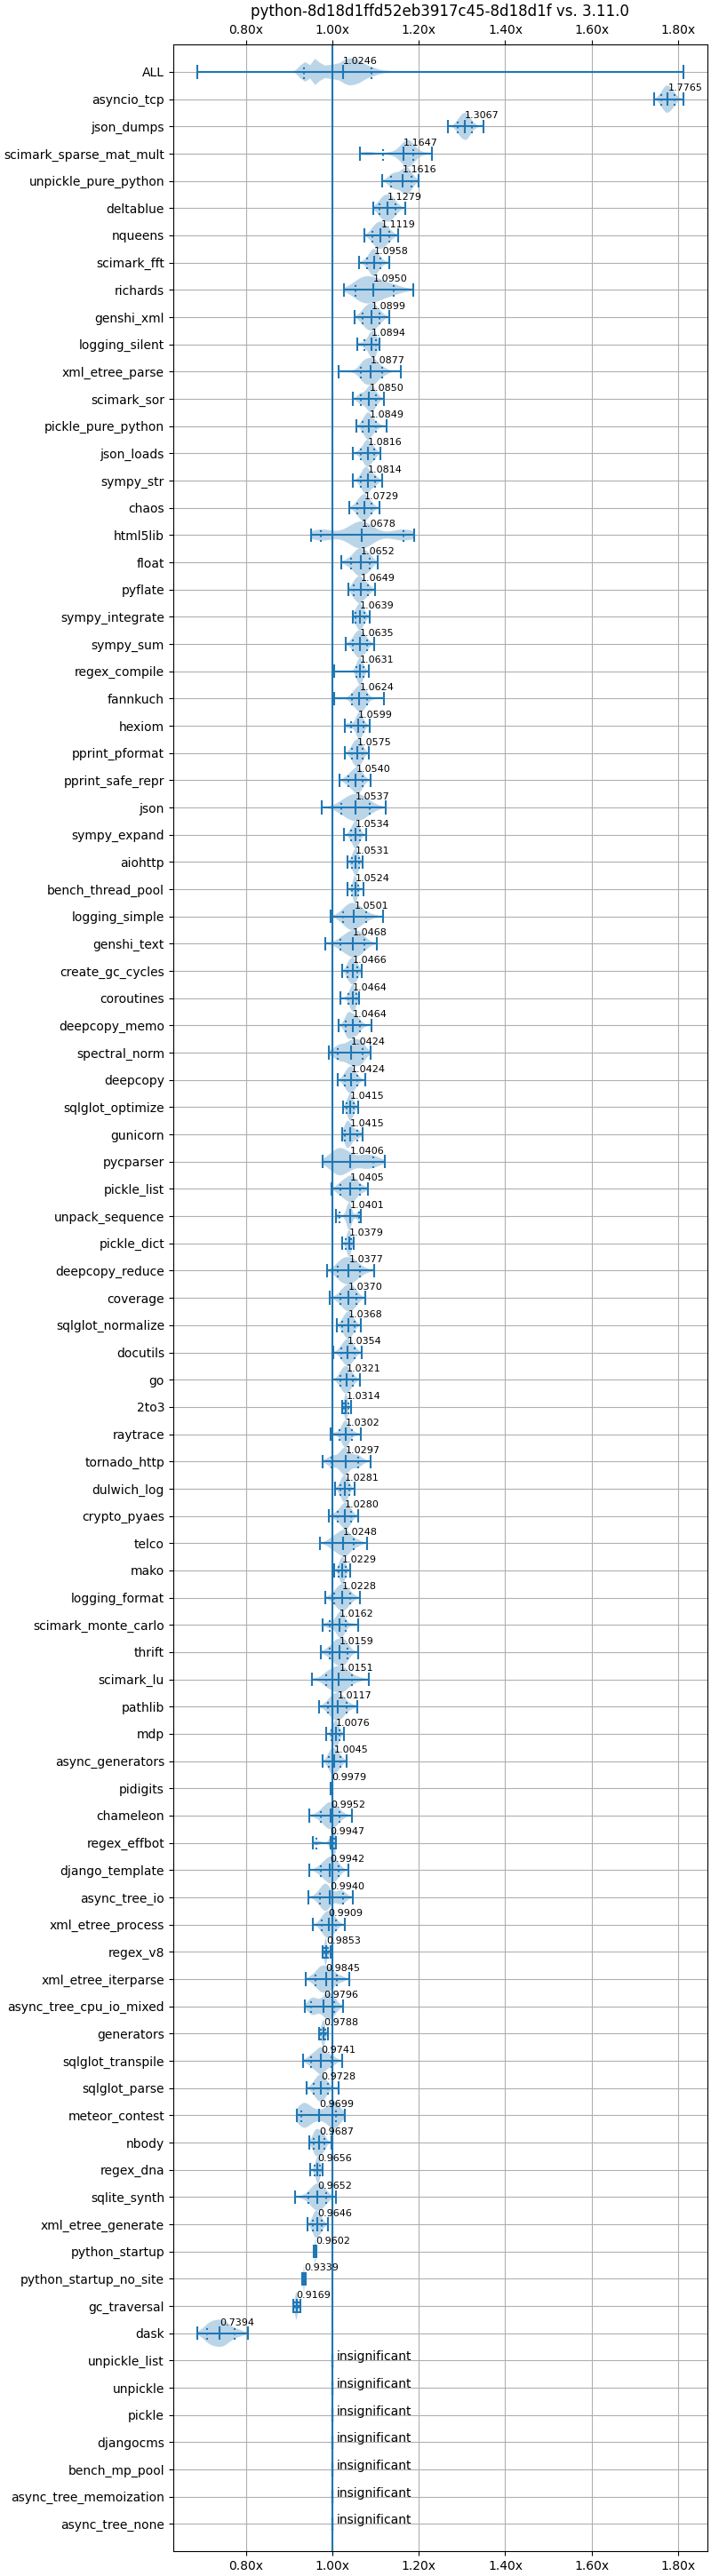 python-8d18d1ffd52eb3917c45-8d18d1f vs. 3.11.0
0.80x 1.00x 1.20x 1.40x 1.60x 1.80x
ALL 1.0246
asyncio_tcp 1.7765
json_dumps 1.3067
scimark_sparse_mat_mult 1.1647
unpickle_pure_python 1.1616
deltablue 1.1279
nqueens 1.1119
scimark_fft 1.0958
richards 1.0950
genshi_xml 1.0899
logging_silent 1.0894
xml_etree_parse 1.0877
scimark_sor 1.0850
pickle_pure_python 1.0849
json_loads 1.0816
sympy_str 1.0814
chaos 1.0729
html5lib 1.0678
float 1.0652
pyflate 1.0649
sympy_integrate 1.0639
sympy_sum 1.0635
regex_compile 1.0631
fannkuch 1.0624
hexiom 1.0599
pprint_pformat 1.0575
pprint_safe_repr 1.0540
json 1.0537
sympy_expand 1.0534
aiohttp 1.0531
bench_thread_pool 1.0524
logging_simple 1.0501
genshi_text 1.0468
create_gc_cycles 1.0466
coroutines 1.0464
deepcopy_memo 1.0464
spectral_norm 1.0424
deepcopy 1.0424
sqlglot_optimize 1.0415
gunicorn 1.0415
pycparser 1.0406
pickle_list 1.0405
unpack_sequence 1.0401
pickle_dict 1.0379
deepcopy_reduce 1.0377
coverage 1.0370
sqlglot_normalize 1.0368
docutils 1.0354
go 1.0321
2to3 1.0314
raytrace 1.0302
tornado_http 1.0297
dulwich_log 1.0281
crypto_pyaes 1.0280
telco 1.0248
mako 1.0229
logging_format 1.0228
scimark_monte_carlo 1.0162
thrift 1.0159
scimark_lu 1.0151
pathlib 1.0117
mdp 1.0076
async_generators 1.0045
pidigits 0.9979
chameleon 0.9952
regex_effbot 0.9947
django_template 0.9942
async_tree_io 0.9940
xml_etree_process 0.9909
regex_v8 0.9853
xml_etree_iterparse 0.9845
async_tree_cpu_io_mixed 0.9796
generators 0.9788
sqlglot_transpile 0.9741
sqlglot_parse 0.9728
meteor_contest 0.9699
nbody 0.9687
regex_dna 0.9656
sqlite_synth 0.9652
xml_etree_generate 0.9646
python_startup 0.9602
python_startup_no_site 0.9339
gc_traversal 0.9169
dask 0.7394
unpickle_list insignificant
unpickle insignificant
pickle insignificant
djangocms insignificant
bench_mp_pool insignificant
async_tree_memoization insignificant
async_tree_none insignificant
0.80x 1.00x 1.20x 1.40x 1.60x 1.80x